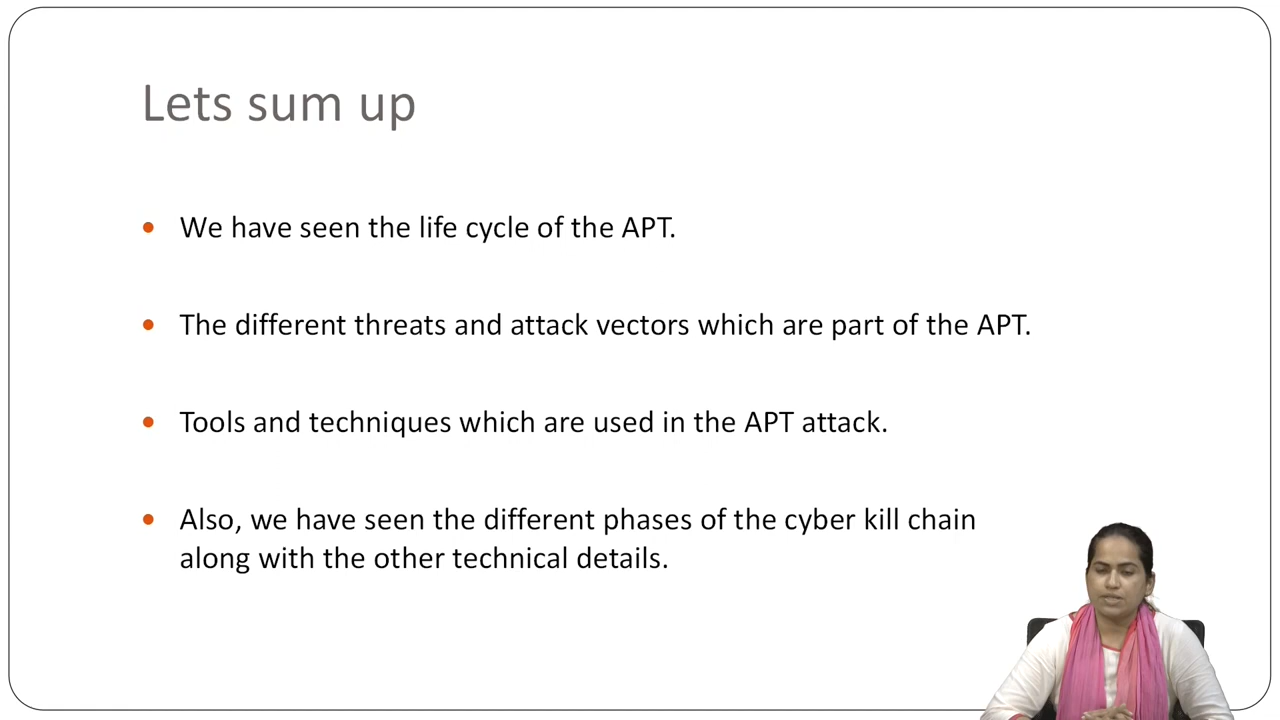 Lets sum up
We have seen the life cycle of the APT.
The different threats and attack vectors which are part of the APT.
Tools and techniques which are used in the APT attack.
Also, we have seen the different phases of the cyber kill chain
along with the other technical details.